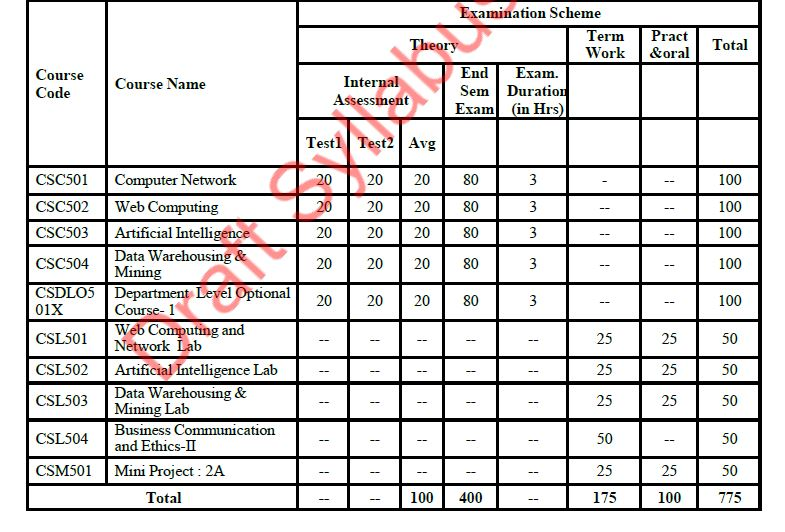 Examination Scheme
Theory Term Work Pract &oral Total
Course Code Course Name Internal Assessment End Sem Exam Exam. Duration (in Hrs)
Test1 Test2 Avg
CSC501 Computer Network 20 20 20 80 3 - -- 100
CSC502 Web Computing 20 20 20 80 3 -- -- 100
CSC503 Artificial Intelligence 20 20 20 80 3 -- -- 100
CSC504 Data Warehousing & Mining 20 20 20 80 3 -- -- 100
CSDLO501X Department Level Optional Course- 1 20 20 20 80 3 -- -- 100
CSL501 Web Computing and Network Lab -- -- -- -- -- 25 25 50
CSL502 Artificial Intelligence Lab -- -- -- -- -- 25 25 50
CSL503 Data Warehousing & Mining Lab -- -- -- -- -- 25 25 50
CSL504 Business Communication and Ethics-II -- -- -- -- -- 50 -- 50
CSM501 Mini Project : 2A -- -- -- -- -- 25 25 50
Total -- -- 100 400 -- 175 100 775
Draft Syllabus